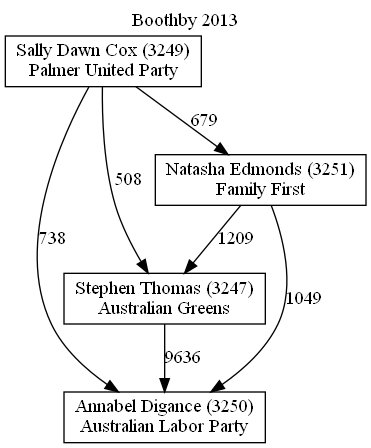 Boothby 2013
Sally Dawn Cox (3249)
Palmer United Party
679
Natasha Edmonds (3251)
Family First
508
738
1209
Stephen Thomas (3247)
Australian Greens
1049
9636
Annabel Digance (3250)
Australian Labor Party